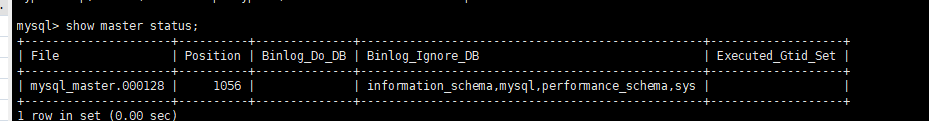 mysql> show master status;
+---------------------+----------+--------------+-------------------------------------------------+-------------------+
| File                | Position | Binlog_Do_DB | Binlog_Ignore_DB                                | Executed_Gtid_Set |
+---------------------+----------+--------------+-------------------------------------------------+-------------------+
| mysql_master.000128 |     1056 |              | information_schema,mysql,performance_schema,sys |                   |
+---------------------+----------+--------------+-------------------------------------------------+-------------------+
1 row in set (0.00 sec)